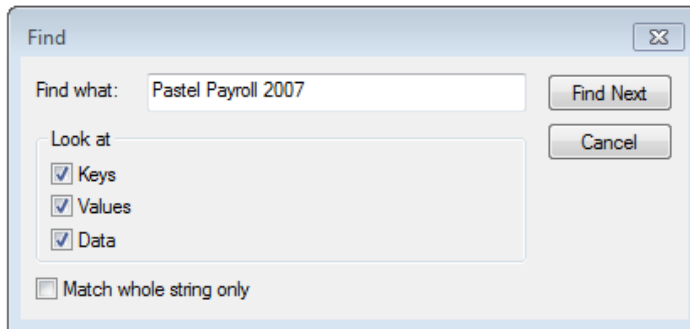 Find
Find what: Pastel Payroll 2007 Find Next
Look at Cancel
Keys
Values
Data
Match whole string only